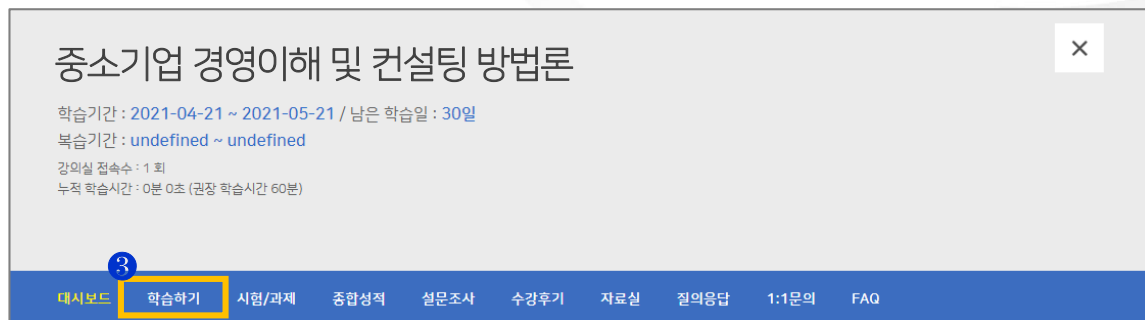 중소기업 경영이해 및 컨설팅 방법론
×
학습기간 : 2021-04-21 ~ 2021-05-21 / 남은 학습일 : 30일
복습기간 : undefined ~ undefined
강의실 접속수 : 1 회
누적 학습시간 : 0분 0초 (권장 학습시간 60분)
3
대시보드 학습하기 시험/과제 종합성적 설문조사 수강후기 자료실 질의응답 1:1문의 FAQ